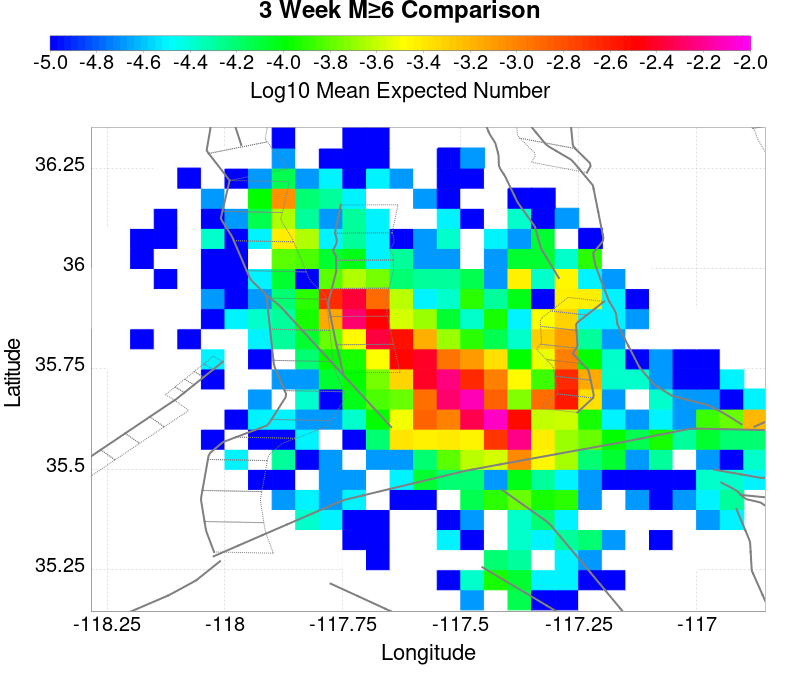 3 Week M≥6 Comparison
-5.0 -4.8 -4.6 -4.4 -4.2 -4.0 -3.8 -3.6 -3.4 -3.2 -3.0 -2.8 -2.6 -2.4 -2.2 -2.0
Log10 Mean Expected Number
36.25
36
35.75
35.5
35.25
Latitude
-118.25 -118 -117.75 -117.5 -117.25 -117
Longitude